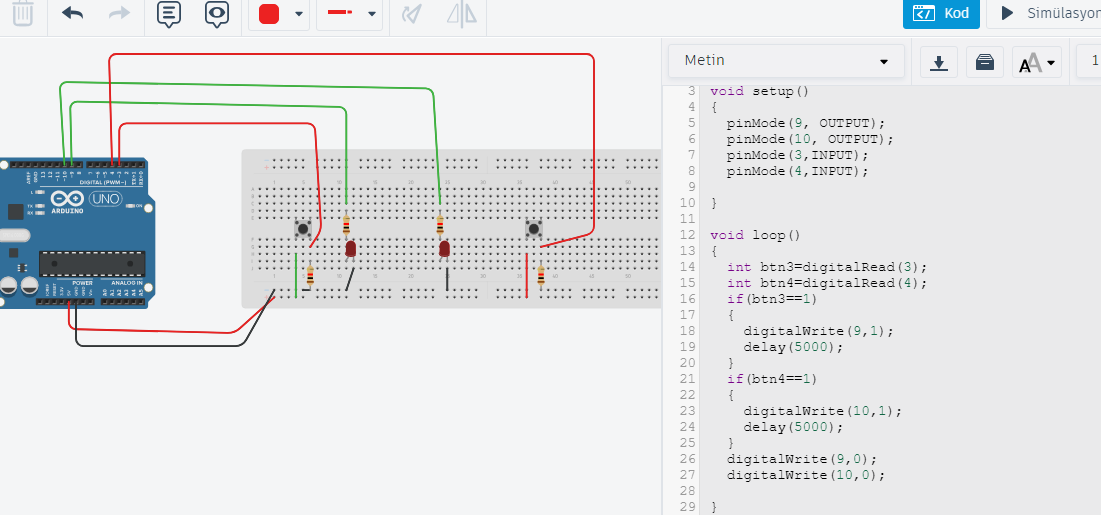 Kod
Simülasyon
Metin
1
DIGITAL (PWM~)
UNO
ARDUINO
TX
RX
ON
L
POWER
ANALOG IN
3 void setup()
4 {
5 pinMode(9, OUTPUT);
6 pinMode(10, OUTPUT);
7 pinMode(3,INPUT);
8 pinMode(4,INPUT);
9
10 }
11
12 void loop()
13 {
14 int btn3=digitalRead(3);
15 int btn4=digitalRead(4);
16 if(btn3==1)
17 {
18 digitalWrite(9,1);
19 delay(5000);
20 }
21 if(btn4==1)
22 {
23 digitalWrite(10,1);
24 delay(5000);
25 }
26 digitalWrite(9,0);
27 digitalWrite(10,0);
28
29 }